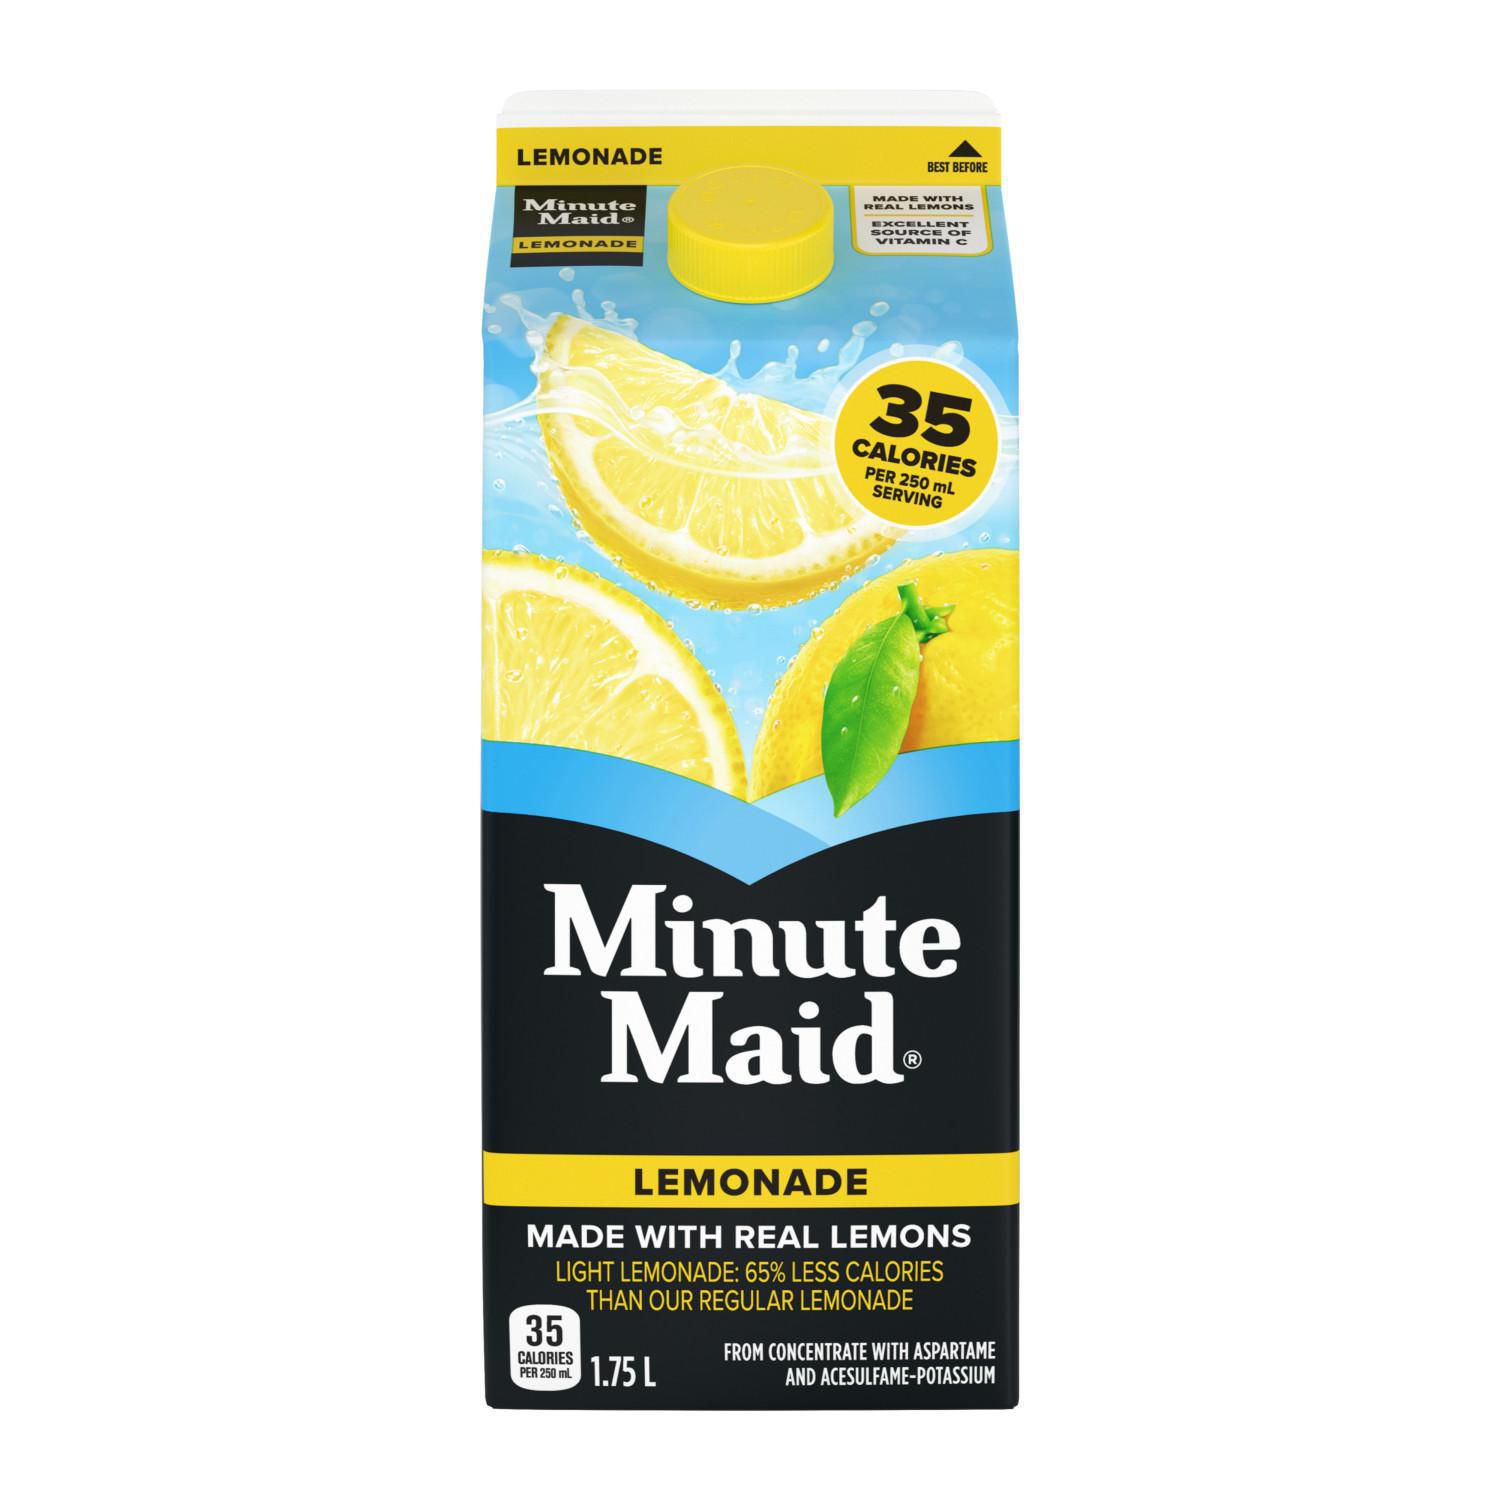 LEMONADE
BEST BEFORE
Minute
Maid®
LEMONADE
MADE WITH
REAL LEMONS
EXCELLENT
SOURCE OF
VITAMIN C
35
CALORIES
PER 250 mL
SERVING
Minute
Maid®
LEMONADE
MADE WITH REAL LEMONS
LIGHT LEMONADE: 65% LESS CALORIES
THAN OUR REGULAR LEMONADE
35
CALORIES
PER 250 mL
1.75 L
FROM CONCENTRATE WITH ASPARTAME
AND ACESULFAME-POTASSIUM